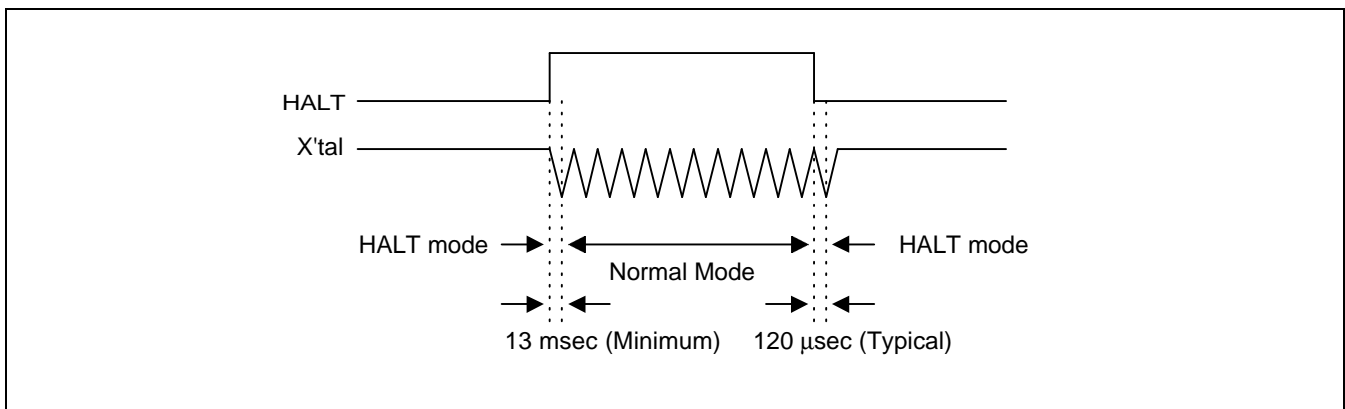 HALT
X'tal
HALT mode
HALT mode
Normal Mode
13 msec (Minimum)
120 μsec (Typical)